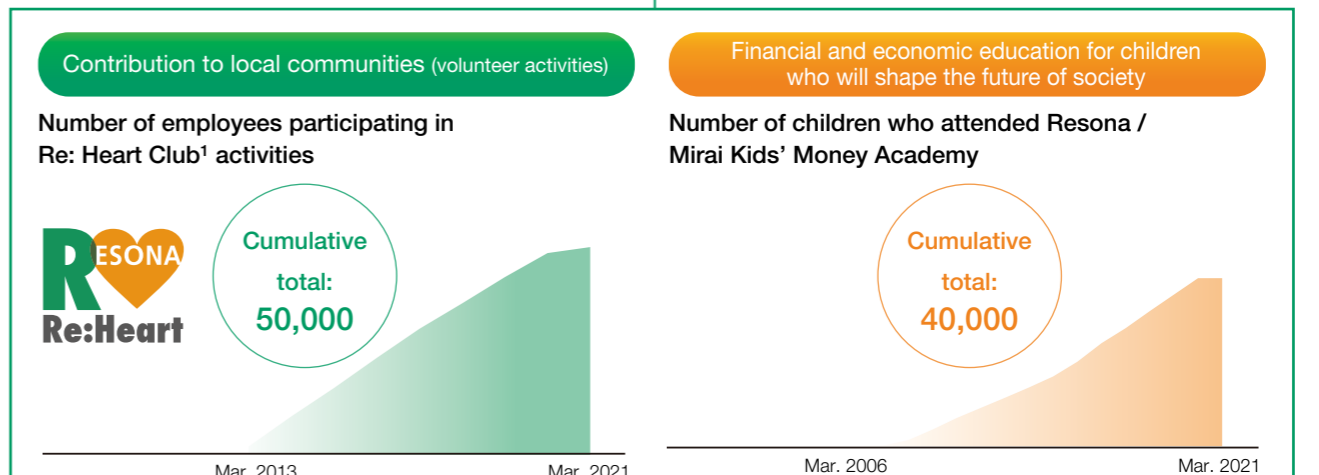 Contribution to local communities (volunteer activities)
Number of employees participating in
Re: Heart Club¹ activities
RESONA
Re:Heart
Cumulative
total:
50,000
Mar. 2013
Mar. 2021
Financial and economic education for children
who will shape the future of society
Number of children who attended Resona /
Mirai Kids’ Money Academy
Cumulative
total:
40,000
Mar. 2006
Mar. 2021